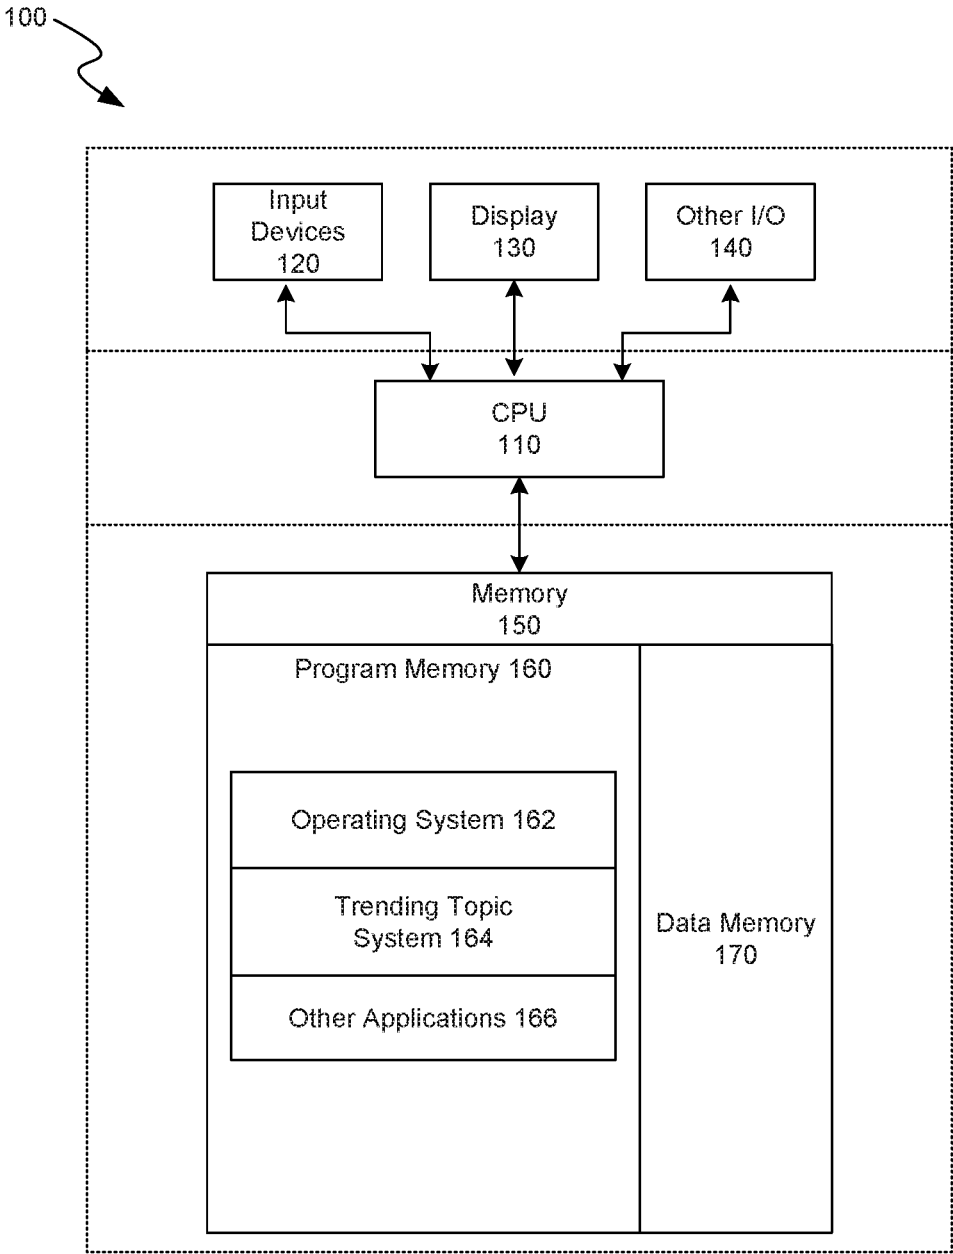 100
Input
Devices
120
Display
130
Other I/O
140
CPU
110
Memory
150
Program Memory 160
Operating System 162
Trending Topic
System 164
Other Applications 166
Data Memory
170